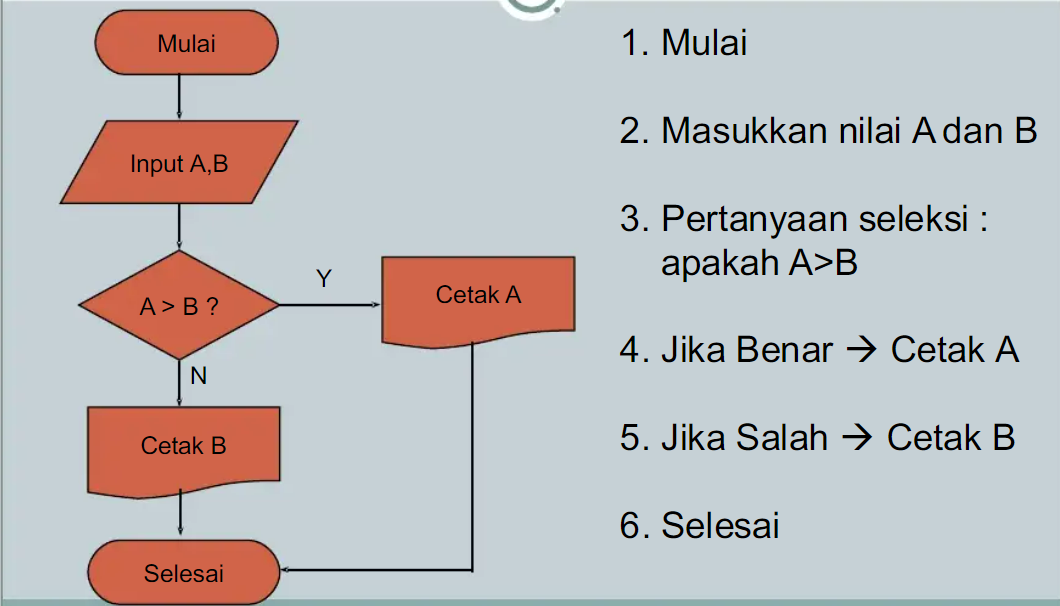 Mulai
Input A,B
A > B ?
Y
Cetak A
N
Cetak B
Selesai
1. Mulai
2. Masukkan nilai A dan B
3. Pertanyaan seleksi :
apakah A>B
4. Jika Benar → Cetak A
5. Jika Salah → Cetak B
6. Selesai